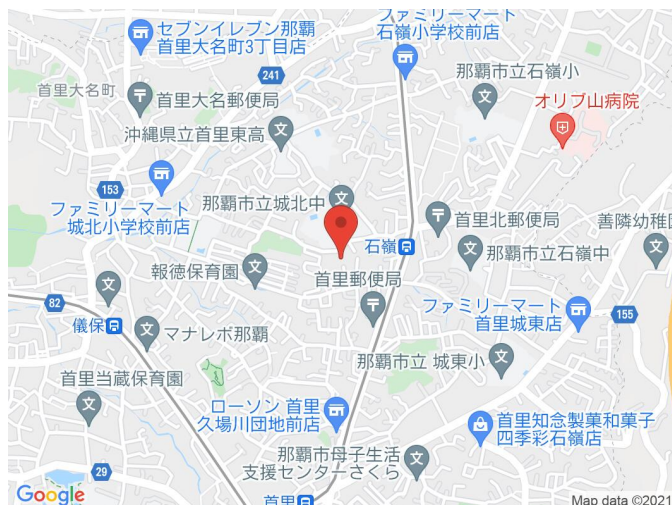 セブンイレブン那覇
首里大名町3丁目店
ファミリーマート
石嶺小学校前店
241
那覇市立石嶺小
首里大名町
首里大名郵便局
オリブ山病院
沖縄県立首里東高
153
那覇市立城北中
ファミリーマート
城北小学校前店
首里北郵便局
善隣幼稚園
石嶺
那覇市立石嶺中
報徳保育園
首里郵便局
82
ファミリーマート
首里城東店
155
儀保
マナレボ那覇
那覇市立 城東小
首里当蔵保育園
ローソン 首里
久場川団地前店
首里知念製菓和菓子
四季彩石嶺店
那覇市母子生活
支援センターさくら
29
首里
Google
Map data ©2021